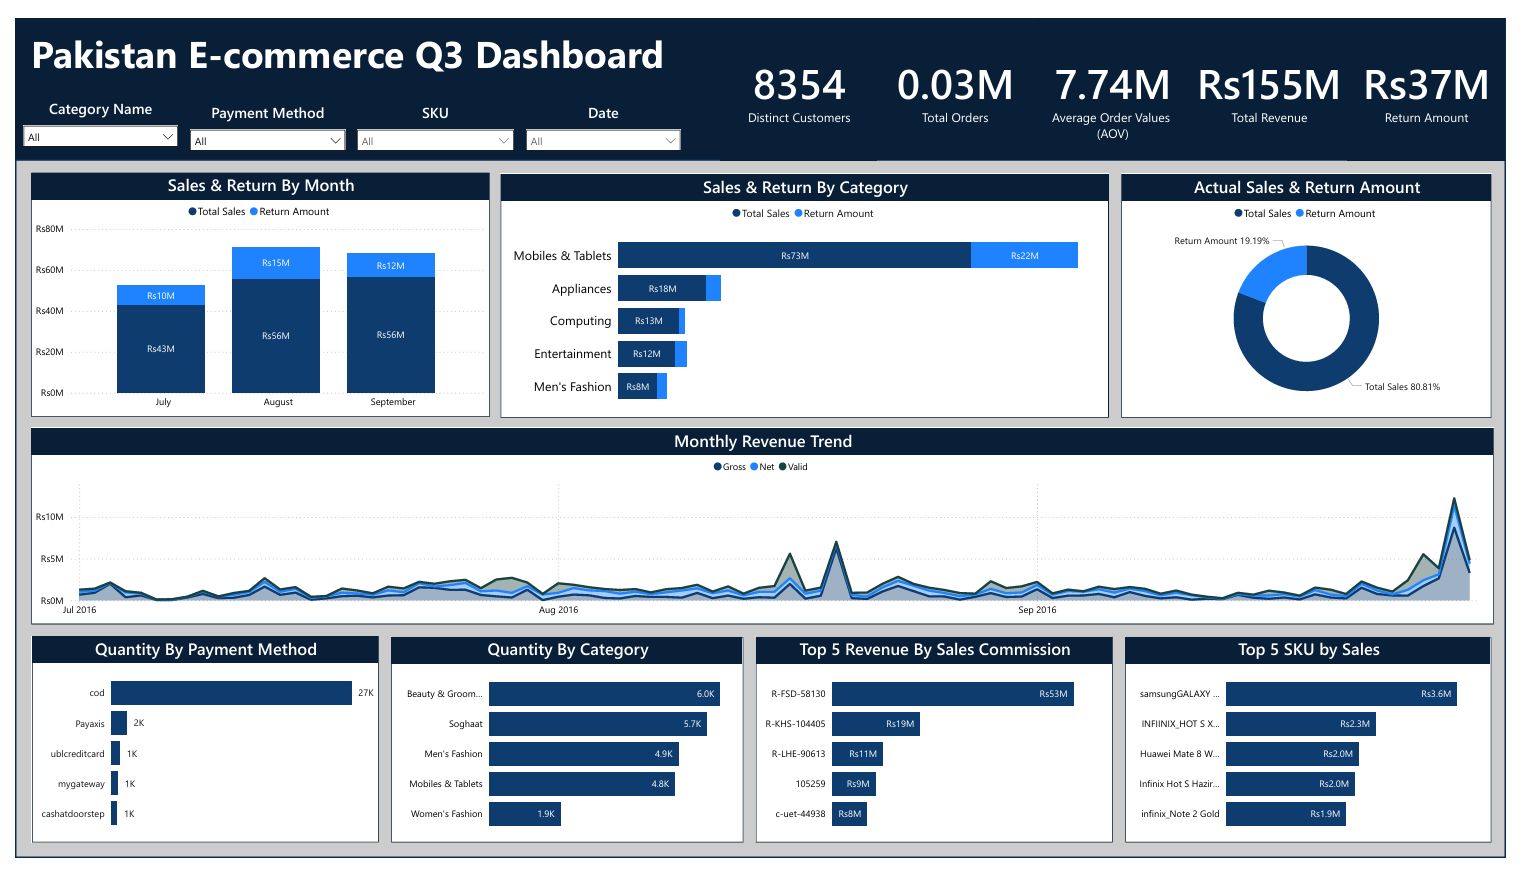 Pakistan E-commerce Q3 Dashboard
8354
Distinct Customers
0.03M
Total Orders
7.74M
Average Order Values
(AOV)
Rs155M
Total Revenue
Rs37M
Return Amount
Category Name
All
Payment Method
All
SKU
All
Date
All
Sales & Return By Month
Total Sales Return Amount
Rs80M
Rs60M
Rs40M
Rs20M
Rs0M
Rs10M
Rs43M
Rs15M
Rs56M
Rs12M
Rs56M
July August September
Sales & Return By Category
Total Sales Return Amount
Mobiles & Tablets Rs73M Rs22M
Appliances Rs18M
Computing Rs13M
Entertainment Rs12M
Men's Fashion Rs8M
Actual Sales & Return Amount
Total Sales Return Amount
Return Amount 19.19%
Total Sales 80.81%
Monthly Revenue Trend
Gross Net Valid
Rs10M
Rs5M
Rs0M
Jul 2016 Aug 2016 Sep 2016
Quantity By Payment Method
cod 27K
Payaxis 2K
ublcreditcard 1K
mygateway 1K
cashatdoorstep 1K
Quantity By Category
Beauty & Groom... 6.0K
Soghaat 5.7K
Men's Fashion 4.9K
Mobiles & Tablets 4.8K
Women's Fashion 1.9K
Top 5 Revenue By Sales Commission
R-FSD-58130 Rs53M
R-KHS-104405 Rs19M
R-LHE-90613 Rs11M
105259 Rs9M
c-uet-44938 Rs8M
Top 5 SKU by Sales
samsungGALAXY ... Rs3.6M
INFIINIX_HOT S X... Rs2.3M
Huawei Mate 8 W... Rs2.0M
Infinix Hot S Hazir... Rs2.0M
infinix_Note 2 Gold Rs1.9M